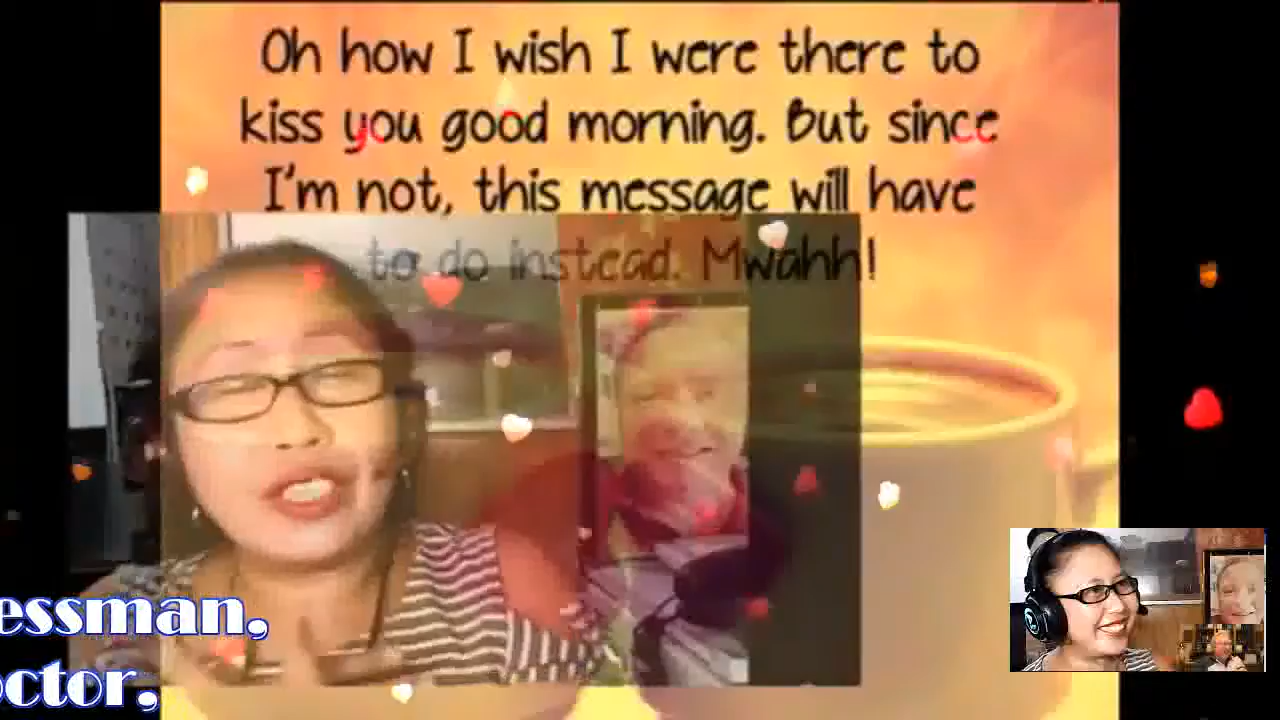 Oh how I wish I were there to
kiss you good morning. But since
I'm not, this message will have
to do instead. Mwahh!
essman,
octor,